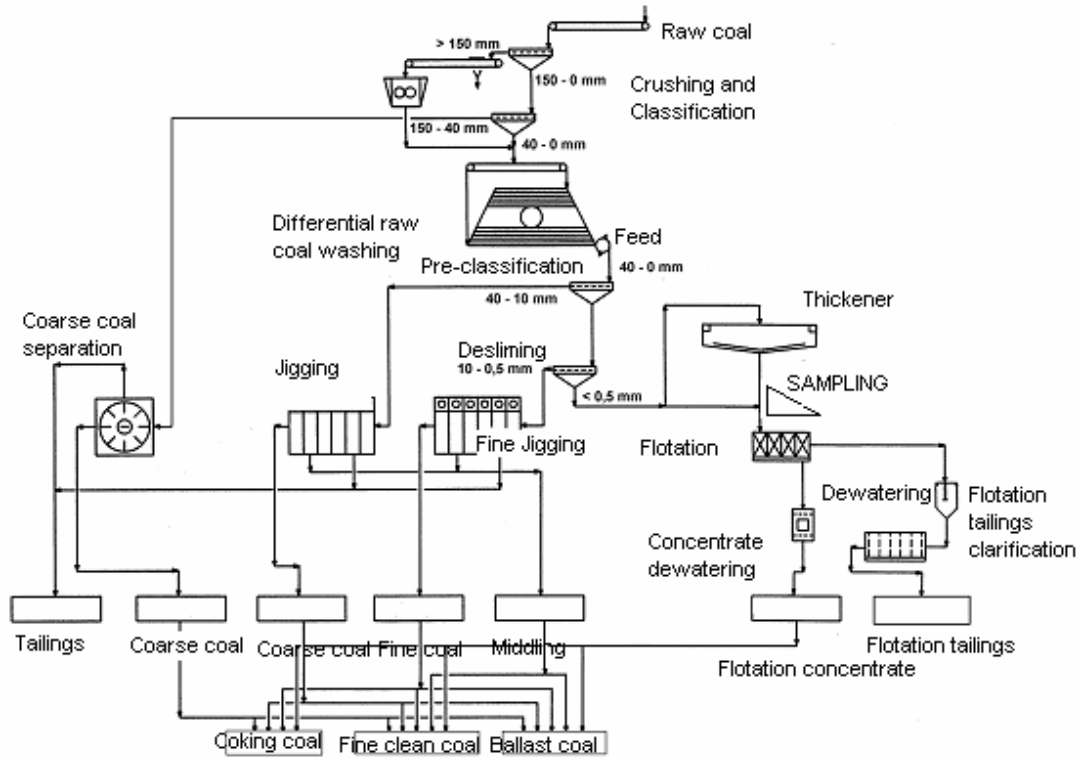 Raw coal
> 150 mm
150 - 0 mm
Crushing and
Classification
150 - 40 mm
40 - 0 mm
Differential raw
coal washing
Feed
Pre-classification
40 - 0 mm
40 - 10 mm
Thickener
Coarse coal
separation
Desliming
10 - 0,5 mm
Jigging
SAMPLING
< 0,5 mm
Fine Jigging
Flotation
Dewatering
Flotation
tailings
clarification
Concentrate
dewatering
Tailings
Coarse coal
Coarse coal
Fine coal
Middling
Flotation concentrate
Flotation tailings
Coking coal
Fine clean coal
Ballast coal